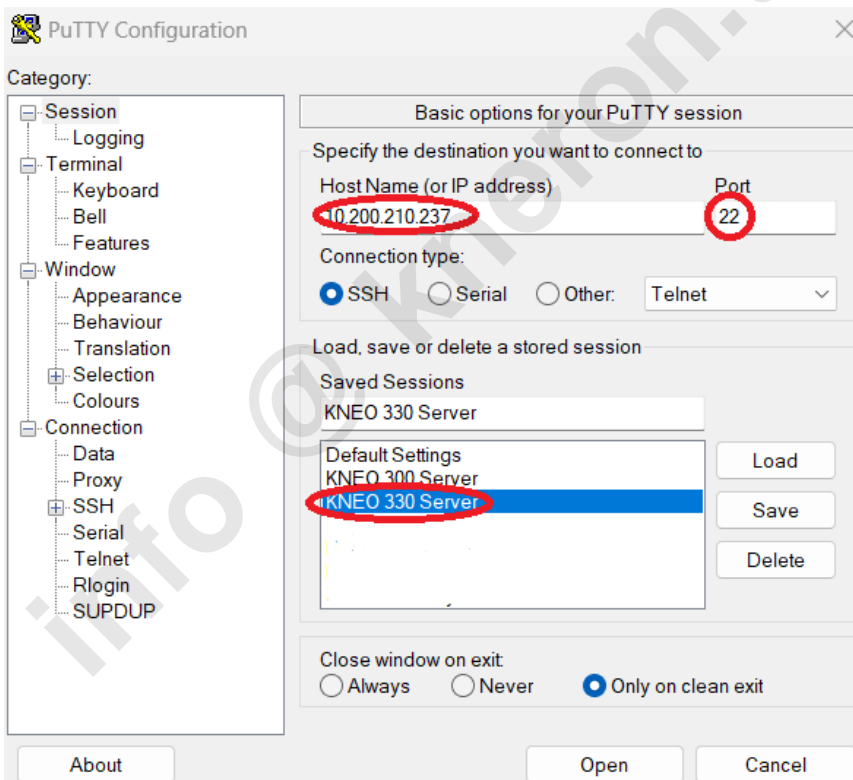 PuTTY Configuration
Category:
Session
Logging
Terminal
Keyboard
Bell
Features
Window
Appearance
Behaviour
Translation
Selection
Colours
Connection
Data
Proxy
SSH
Serial
Telnet
Rlogin
SUPDUP
Basic options for your PuTTY session
Specify the destination you want to connect to
Host Name (or IP address) Port
10.200.210.237 22
Connection type:
SSH Serial Other: Telnet
Load, save or delete a stored session
Saved Sessions
KNEO 330 Server
Default Settings
KNEO 300 Server
KNEO 330 Server
Load
Save
Delete
Close window on exit:
Always Never Only on clean exit
About Open Cancel
info @ kneron.